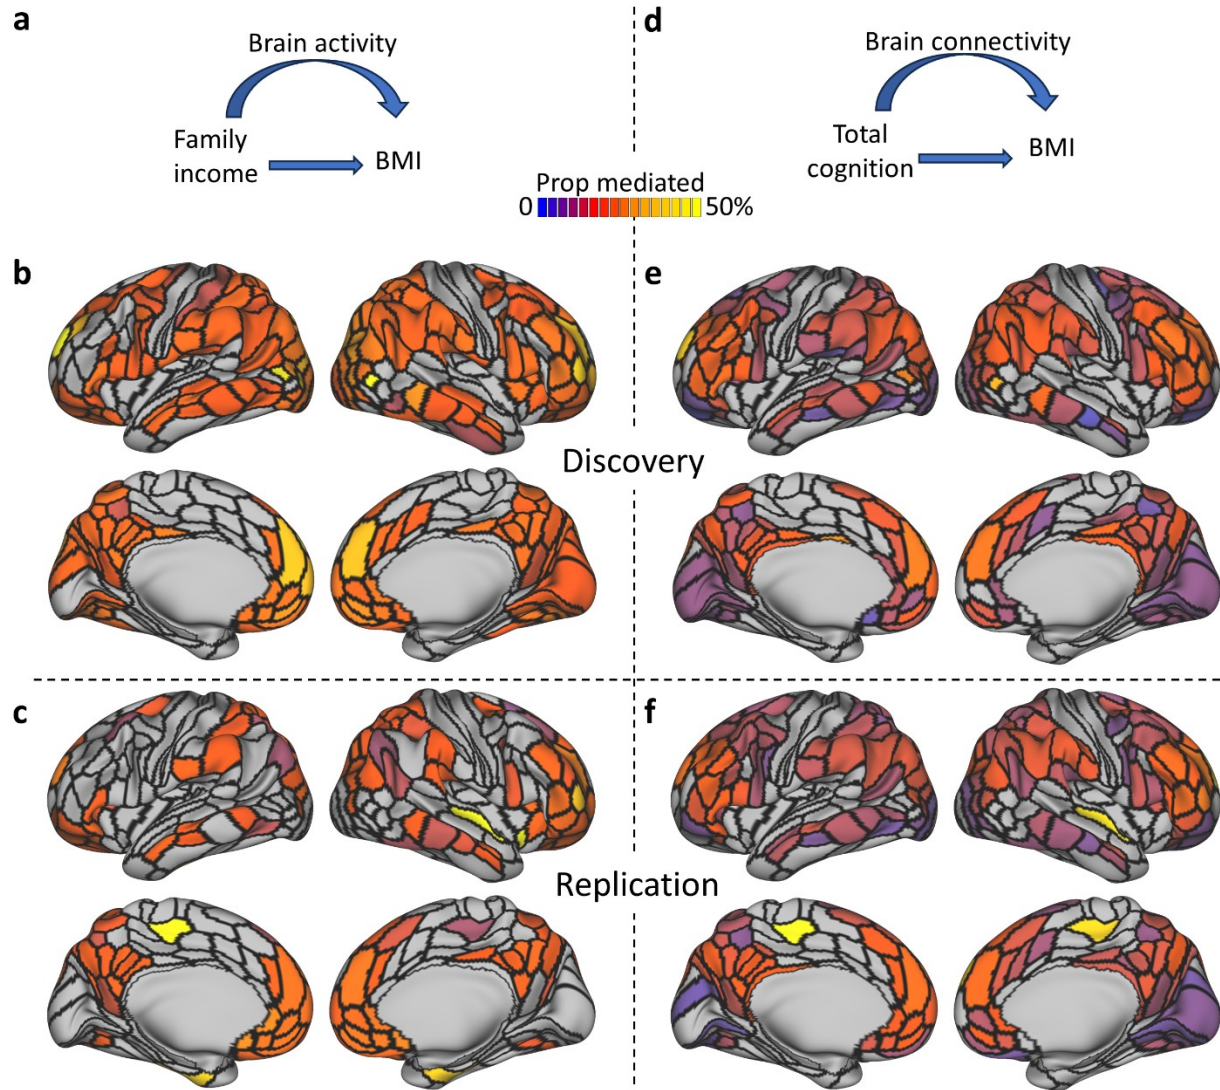 a
Brain activity
Family
income
BMI
d
Brain connectivity
Total
cognition
BMI
Prop mediated
0
50%
b
e
Discovery
c
f
Replication